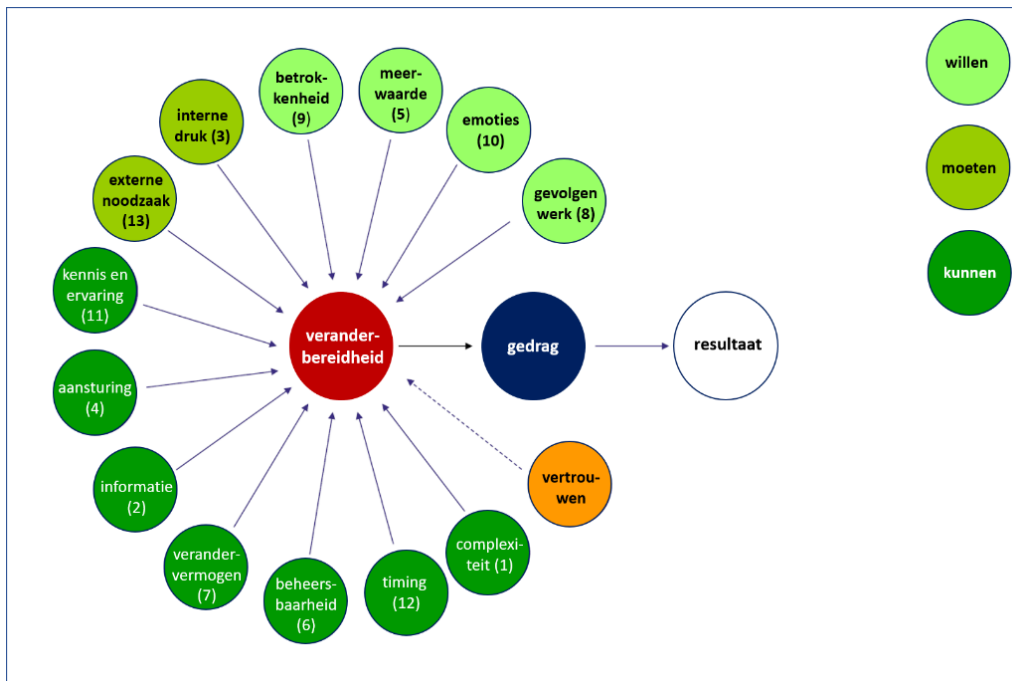 betrok-
kenheid
(9)
meer-
waarde
(5)
emoties
(10)
gevolgen
werk (8)
interne
druk (3)
externe
noodzaak
(13)
kennis en
ervaring
(11)
aansturing
(4)
informatie
(2)
verander-
vermogen
(7)
beheers-
baarheid
(6)
timing
(12)
complexi-
teit (1)
vertrou-
wen
verander-
bereidheid
gedrag
resultaat
willen
moeten
kunnen